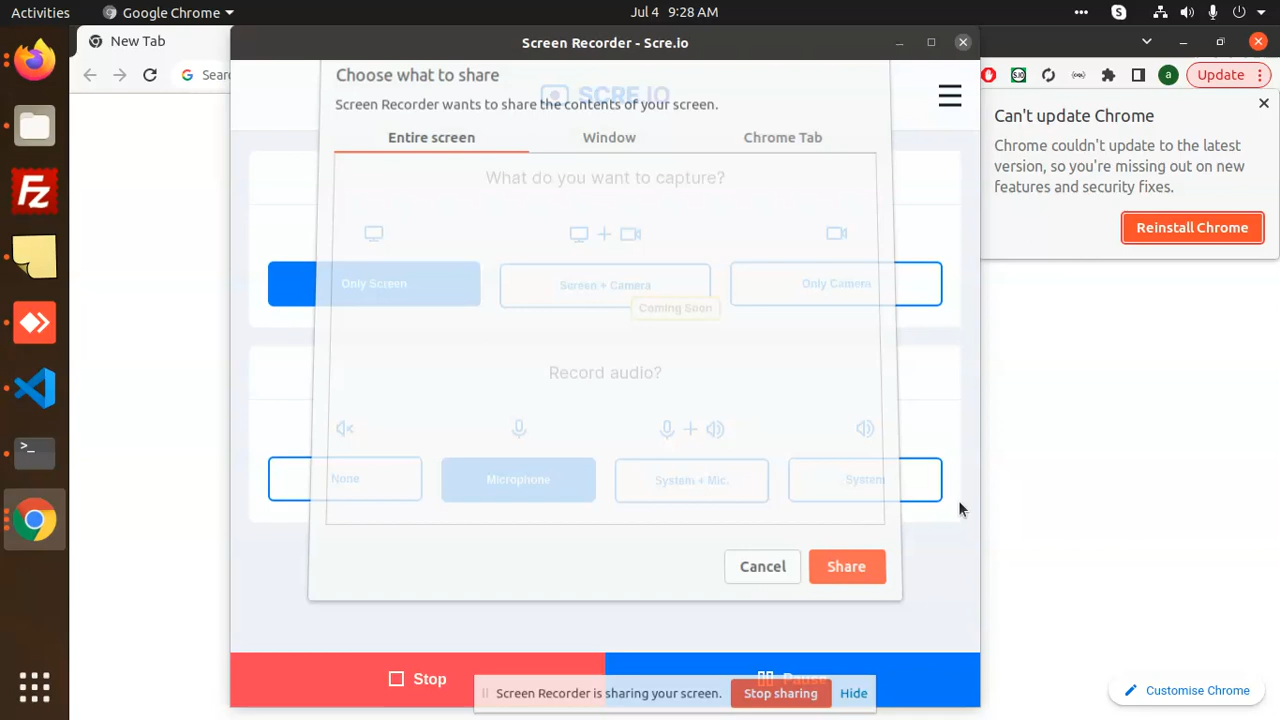 Activities
Google Chrome
Jul 4 9:28 AM
New Tab
Screen Recorder - Scre.io
Sear
Update
a
Choose what to share
SCRE.IO
Screen Recorder wants to share the contents of your screen.
Entire screen
Window
Chrome Tab
What do you want to capture?
Only Screen
Screen + Camera
Only Camera
Coming Soon
Record audio?
None
Microphone
System + Mic.
System
Cancel
Share
Stop
Pause
Screen Recorder is sharing your screen.
Stop sharing
Hide
Can't update Chrome
Chrome couldn't update to the latest
version, so you're missing out on new
features and security fixes.
Reinstall Chrome
Customise Chrome